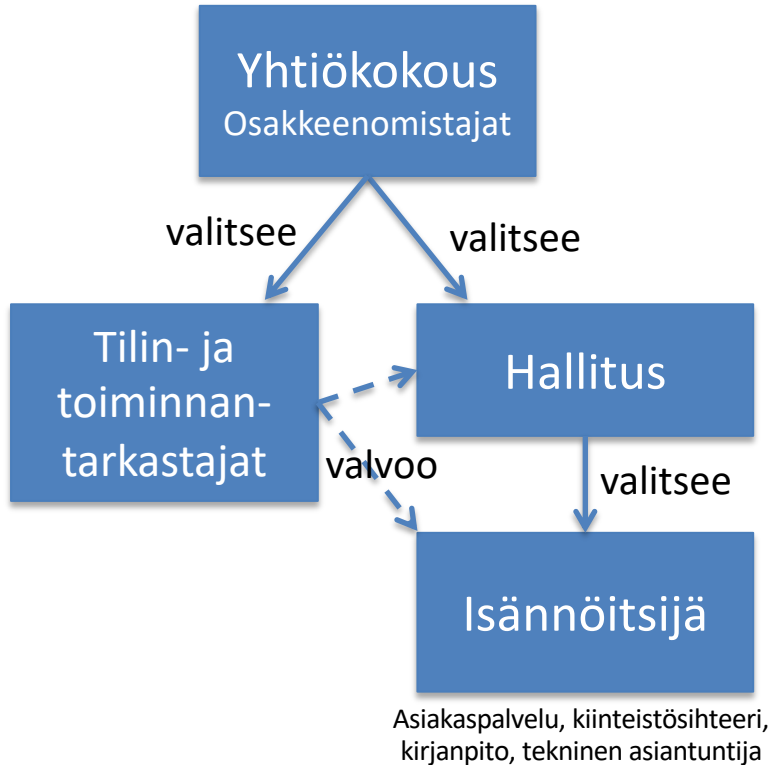 Yhtiökokous
Osakkeenomistajat
valitsee
valitsee
Tilin- ja
toiminnan-
tarkastajat
Hallitus
valvoo
valitsee
Isännöitsijä
Asiakaspalvelu, kiinteistösihteeri,
kirjanpito, tekninen asiantuntija